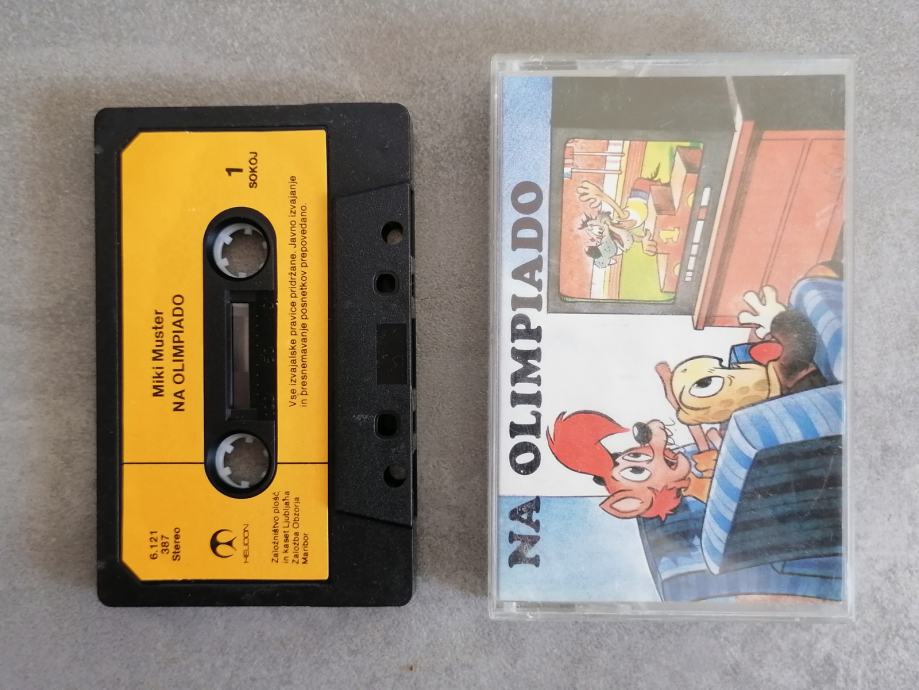 Miki Muster
NA OLIMPIADO
1
SOKOJ
Vse izvajalske pravice pridržane. Javno izvajanje
in presnemavanje posnetkov prepovedano.
6.121
387
Stereo
HELIDON
Založništvo plošč
in kaset Ljubljana
Založba Obzorja
Maribor
NA OLIMPIADO
1